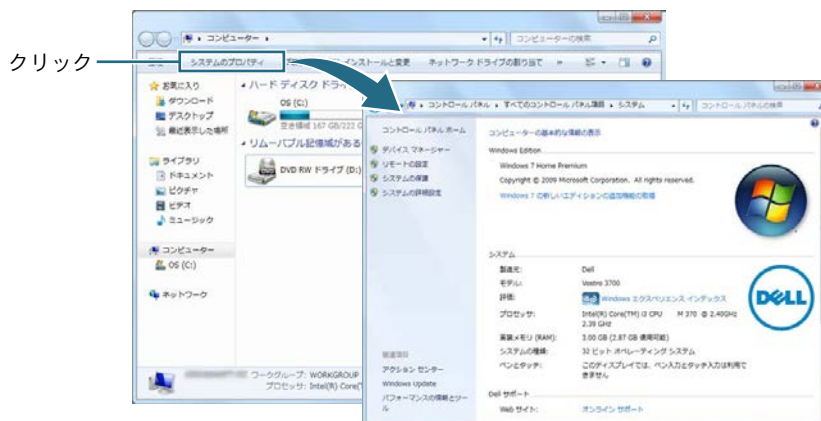 クリック
コンピューター
コンピューターの検索
システムのプロパティ
インストールと変更
ネットワーク ドライブの割り当て
お気に入り
ダウンロード
デスクトップ
最近表示した場所
ライブラリ
ドキュメント
ピクチャ
ビデオ
ミュージック
コンピューター
OS (C:)
ネットワーク
ハード ディスク ドライ
OS (C:)
空き領域 167 GB/222 G
リムーバブル記憶域がある
DVD RW ドライブ (D:)
ワークグループ: WORKGROUP
プロセッサ: Intel(R) Core(T
コントロール パネル
すべてのコントロール パネル項目
システム
コントロール パネルの検索
コントロール パネル ホーム
デバイス マネージャー
リモートの設定
システムの保護
システムの詳細設定
関連項目
アクション センター
Windows Update
パフォーマンスの情報とツー
ル
コンピューターの基本的な情報の表示
Windows Edition
Windows 7 Home Premium
Copyright © 2009 Microsoft Corporation. All rights reserved.
Windows 7 の新しいエディションの追加機能の取得
システム
製造元: Dell
モデル: Vostro 3700
評価: Windows エクスペリエンス インデックス
プロセッサ: Intel(R) Core(TM) i3 CPU M 370 @ 2.40GHz
2.39 GHz
実装メモリ (RAM): 3.00 GB (2.87 GB 使用可能)
システムの種類: 32 ビット オペレーティング システム
ペンとタッチ: このディスプレイでは、ペン入力とタッチ入力は利用で
きません
DELL
Dell サポート
Web サイト: オンライン サポート